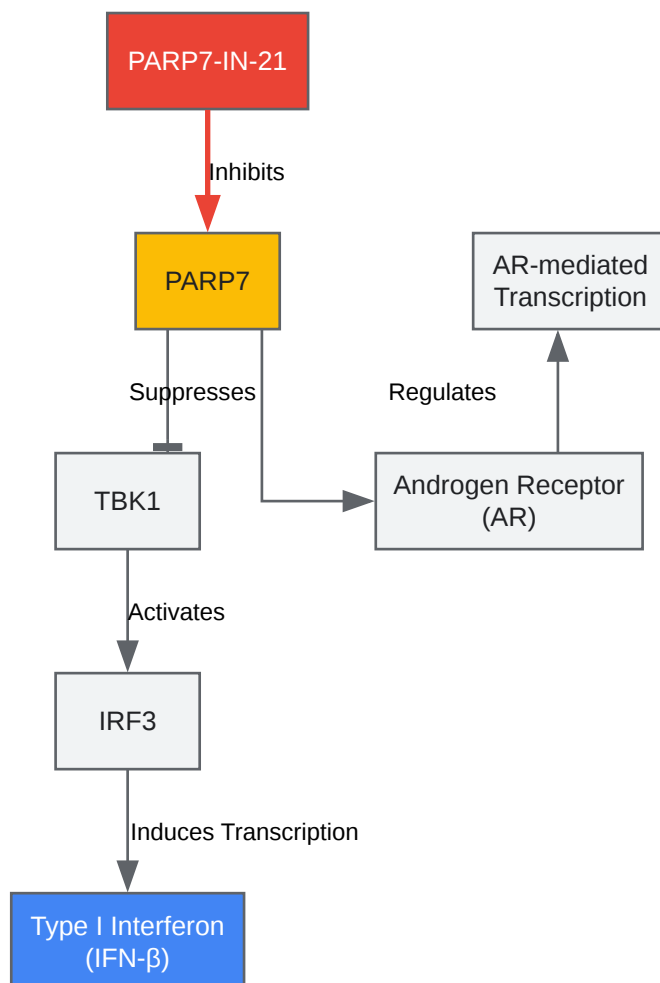 PARP7-IN-21
Inhibits
PARP7
AR-mediated
Transcription
Suppresses
Regulates
TBK1
Androgen Receptor
(AR)
Activates
IRF3
Induces Transcription
Type I Interferon
(IFN-β)